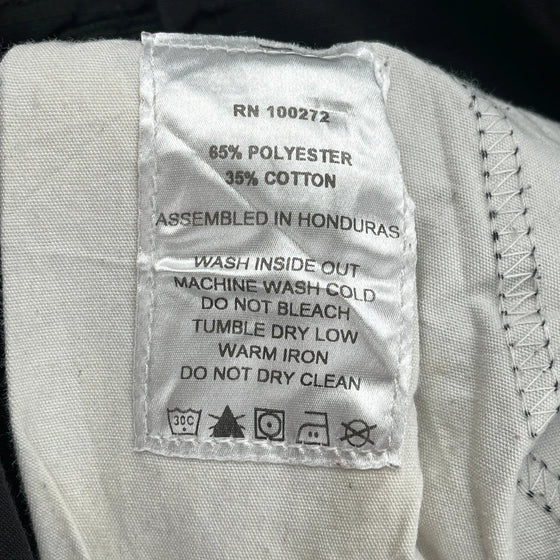 RN 100272
65% POLYESTER
35% COTTON
ASSEMBLED IN HONDURAS
WASH INSIDE OUT
MACHINE WASH COLD
DO NOT BLEACH
TUMBLE DRY LOW
WARM IRON
DO NOT DRY CLEAN
30C